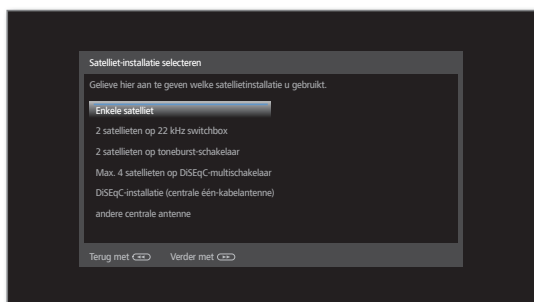 Satelliet-installatie selecteren
Gelieve hier aan te geven welke satellietinstallatie u gebruikt.
Enkele satelliet
2 satellieten op 22 kHz switchbox
2 satellieten op toneburst-schakelaar
Max. 4 satellieten op DiSEqC-multischakelaar
DiSEqC-installatie (centrale één-kabelantenne)
andere centrale antenne
Terug met Verder met